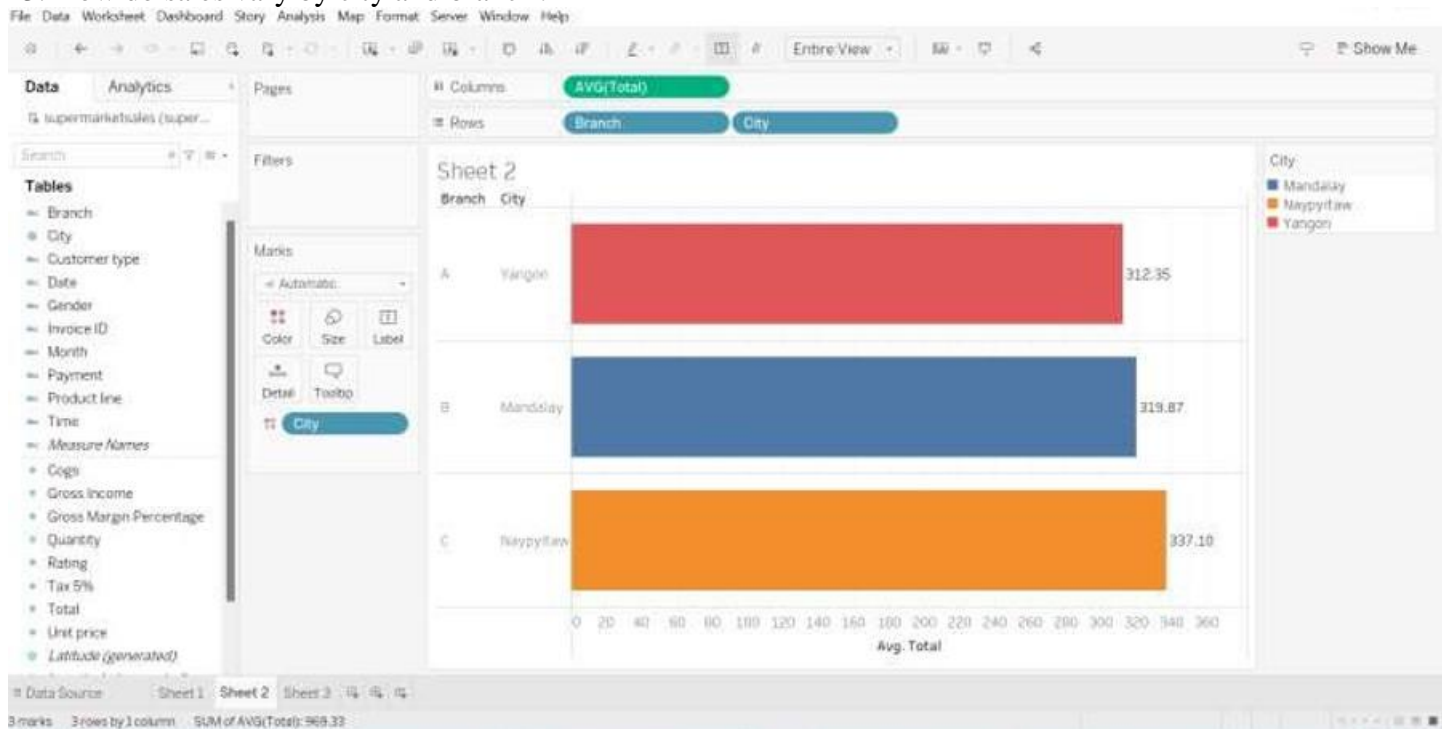 File Data Worksheet Dashboard Story Analysis Map Format Server Window Help
Entire View
Show Me
Data Analytics
Pages
Columns AVG(Total)
supermarketsales (super...
Rows Branch City
Search
Filters
Sheet 2
City
Tables
Branch City
Mandalay
Naypyitaw
Yangon
Branch
City
Customer type
Date
Gender
Invoice ID
Month
Payment
Product line
Time
Measure Names
Cogs
Gross Income
Gross Margin Percentage
Quantity
Rating
Tax 5%
Total
Unit price
Latitude (generated)
Marks
Automatic
Color Size Label
Detail Tooltip
City
A Yangon 312.35
B Mandalay 319.87
C Naypyitaw 337.10
0 20 40 60 80 100 120 140 160 180 200 220 240 260 280 300 320 340 360
Avg. Total
Data Source Sheet 1 Sheet 2 Sheet 3
3 marks 3 rows by 1 column SUM of AVG(Total): 969.33